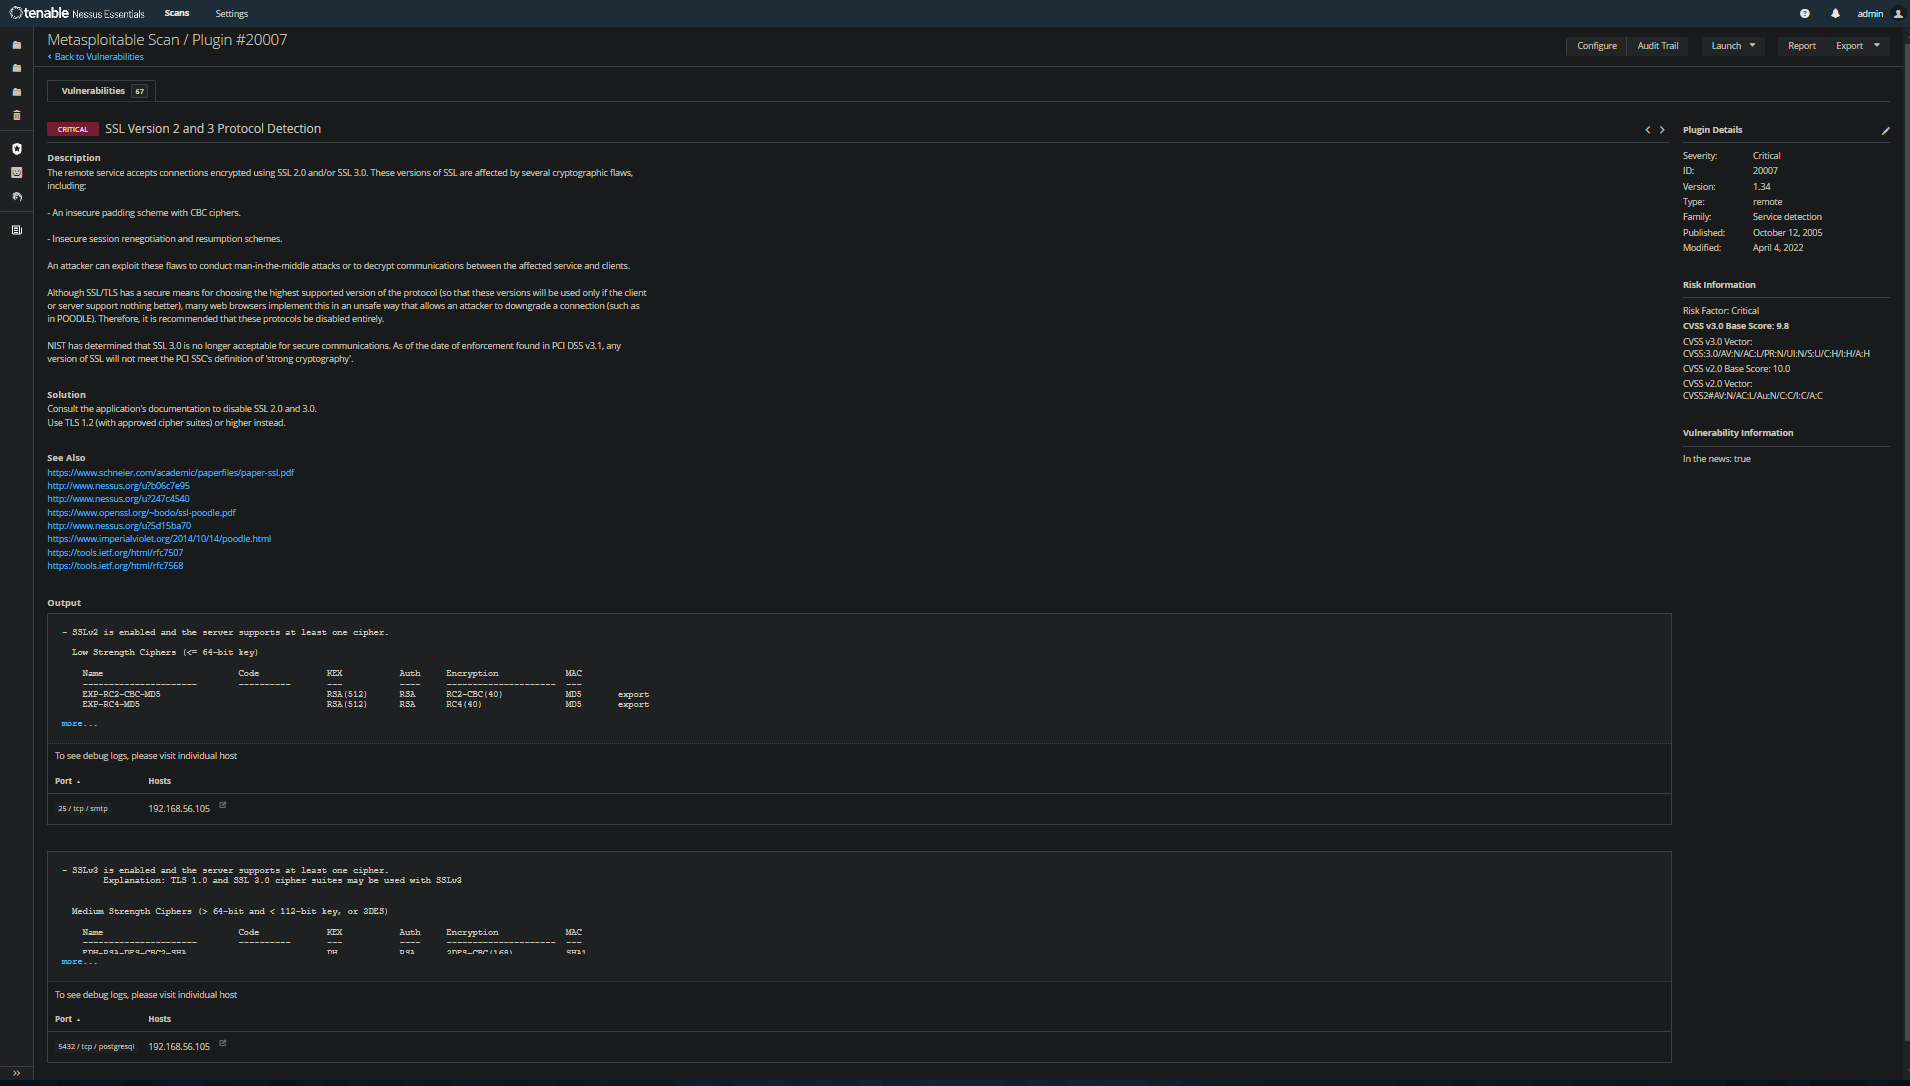 tenable Nessus Essentials Scans Settings admin
Metasploitable Scan / Plugin #20007
‹ Back to Vulnerabilities
Configure Audit Trail Launch Report Export
Vulnerabilities 67
CRITICAL SSL Version 2 and 3 Protocol Detection
Description
The remote service accepts connections encrypted using SSL 2.0 and/or SSL 3.0. These versions of SSL are affected by several cryptographic flaws,
including:
- An insecure padding scheme with CBC ciphers.
- Insecure session renegotiation and resumption schemes.
An attacker can exploit these flaws to conduct man-in-the-middle attacks or to decrypt communications between the affected service and clients.
Although SSL/TLS has a secure means for choosing the highest supported version of the protocol (so that these versions will be used only if the client
or server support nothing better), many web browsers implement this in an unsafe way that allows an attacker to downgrade a connection (such as
in POODLE). Therefore, it is recommended that these protocols be disabled entirely.
NIST has determined that SSL 3.0 is no longer acceptable for secure communications. As of the date of enforcement found in PCI DSS v3.1, any
version of SSL will not meet the PCI SSC's definition of 'strong cryptography'.
Solution
Consult the application's documentation to disable SSL 2.0 and 3.0.
Use TLS 1.2 (with approved cipher suites) or higher instead.
See Also
https://www.schneier.com/academic/paperfiles/paper-ssl.pdf
http://www.nessus.org/u?b06c7e95
http://www.nessus.org/u?247c4540
https://www.openssl.org/~bodo/ssl-poodle.pdf
http://www.nessus.org/u?5d15ba70
https://www.imperialviolet.org/2014/10/14/poodle.html
https://tools.ietf.org/html/rfc7507
https://tools.ietf.org/html/rfc7568
Output
- SSLv2 is enabled and the server supports at least one cipher.
Low Strength Ciphers (<= 64-bit key)
Name Code KEX Auth Encryption MAC
---------------------- ---------- --- ---- --------------------- ---
EXP-RC2-CBC-MD5 RSA(512) RSA RC2-CBC(40) MD5 export
EXP-RC4-MD5 RSA(512) RSA RC4(40) MD5 export
more...
To see debug logs, please visit individual host
Port Hosts
25 / tcp / smtp 192.168.56.105
- SSLv3 is enabled and the server supports at least one cipher.
Explanation: TLS 1.0 and SSL 3.0 cipher suites may be used with SSLv3
Medium Strength Ciphers (> 64-bit and < 112-bit key, or 3DES)
Name Code KEX Auth Encryption MAC
---------------------- ---------- --- ---- --------------------- ---
EDH-RSA-DES-CBC3-SHA DH RSA 3DES-CBC(168) SHA1
more...
To see debug logs, please visit individual host
Port Hosts
5432 / tcp / postgresql 192.168.56.105
Plugin Details
Severity: Critical
ID: 20007
Version: 1.34
Type: remote
Family: Service detection
Published: October 12, 2005
Modified: April 4, 2022
Risk Information
Risk Factor: Critical
CVSS v3.0 Base Score: 9.8
CVSS v3.0 Vector:
CVSS:3.0/AV:N/AC:L/PR:N/UI:N/S:U/C:H/I:H/A:H
CVSS v2.0 Base Score: 10.0
CVSS v2.0 Vector:
CVSS2#AV:N/AC:L/Au:N/C:C/I:C/A:C
Vulnerability Information
In the news: true